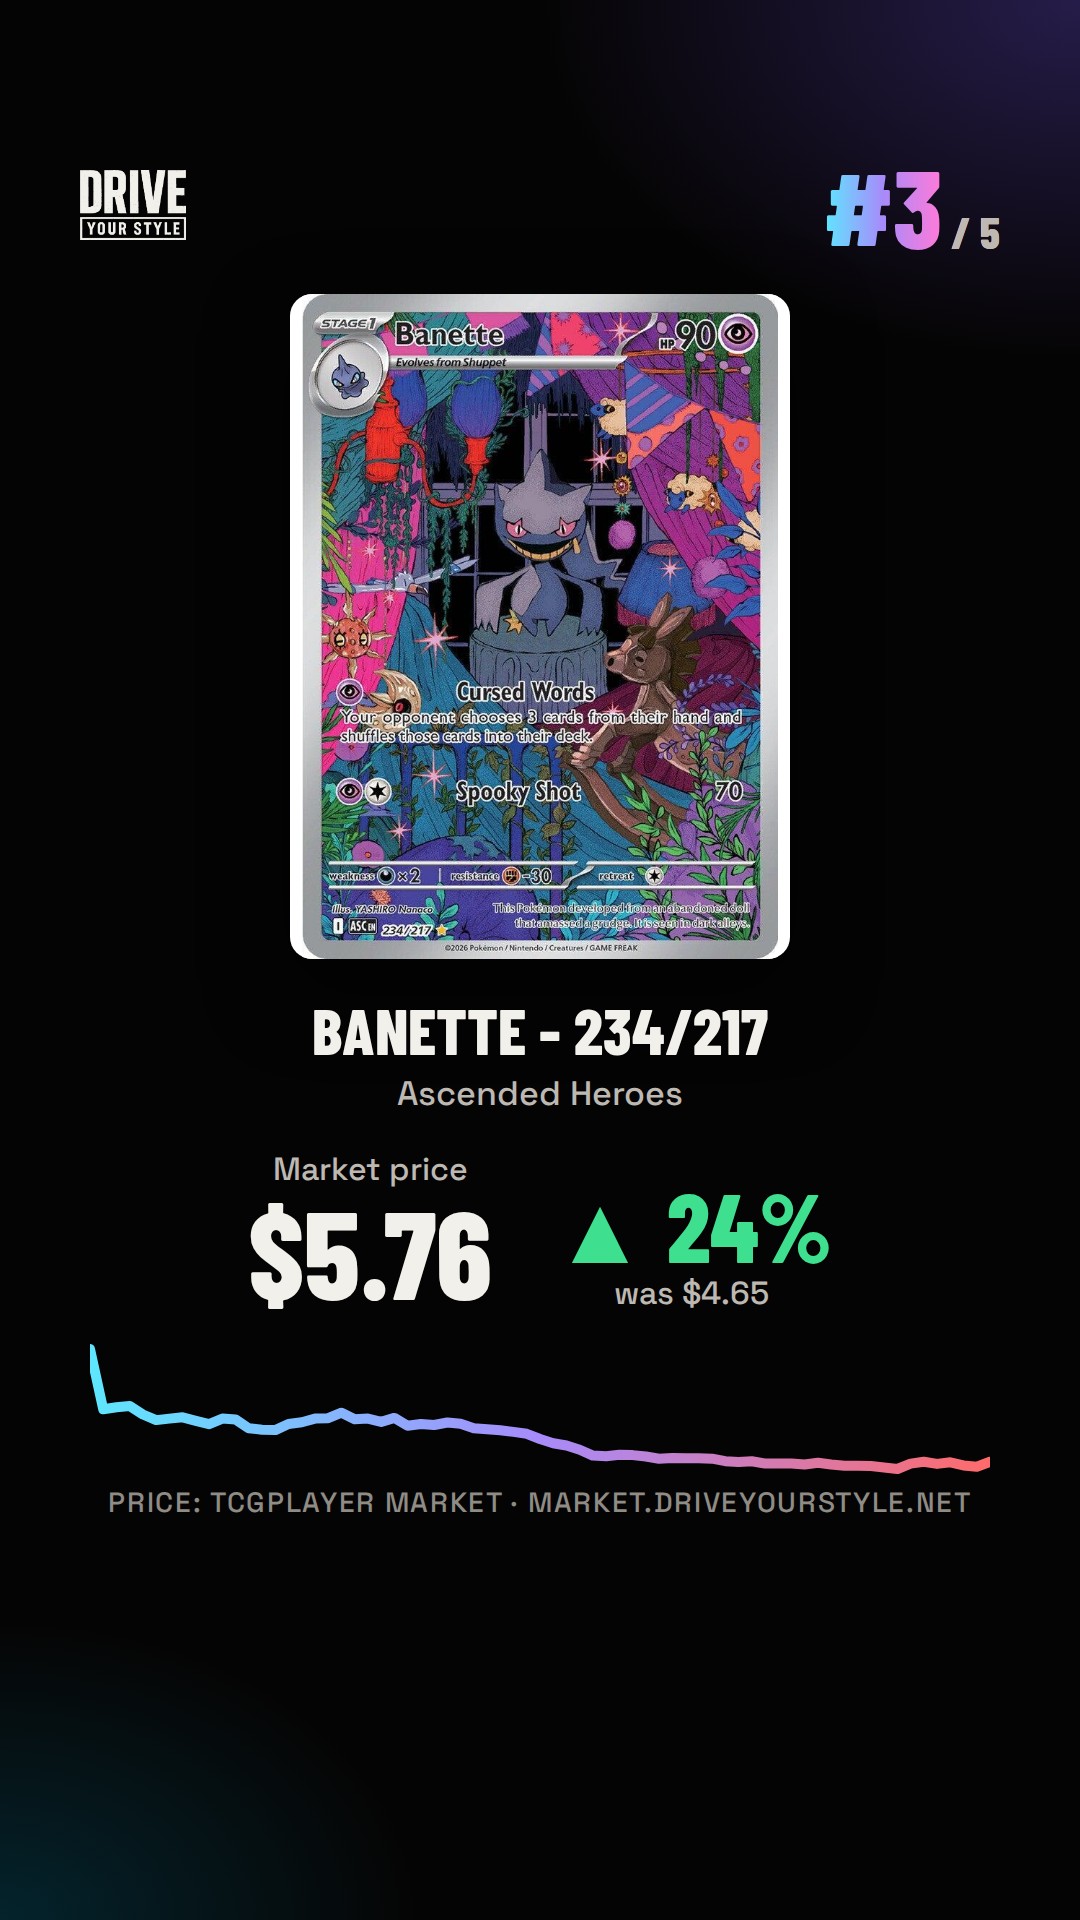 DRIVE
YOUR STYLE
#3 / 5
STAGE 1
Banette
HP 90
Evolves from Shuppet
Cursed Words
Your opponent chooses 3 cards from their hand and
shuffles those cards into their deck.
Spooky Shot 70
weakness ×2 resistance -30 retreat
Illus. YASHIRO Nanaco
This Pokémon developed from an abandoned doll
that amassed a grudge. It is seen in dark alleys.
I ASC EN 234/217
©2026 Pokémon / Nintendo / Creatures / GAME FREAK
BANETTE - 234/217
Ascended Heroes
Market price
$5.76
▲ 24%
was $4.65
PRICE: TCGPLAYER MARKET · MARKET.DRIVEYOURSTYLE.NET